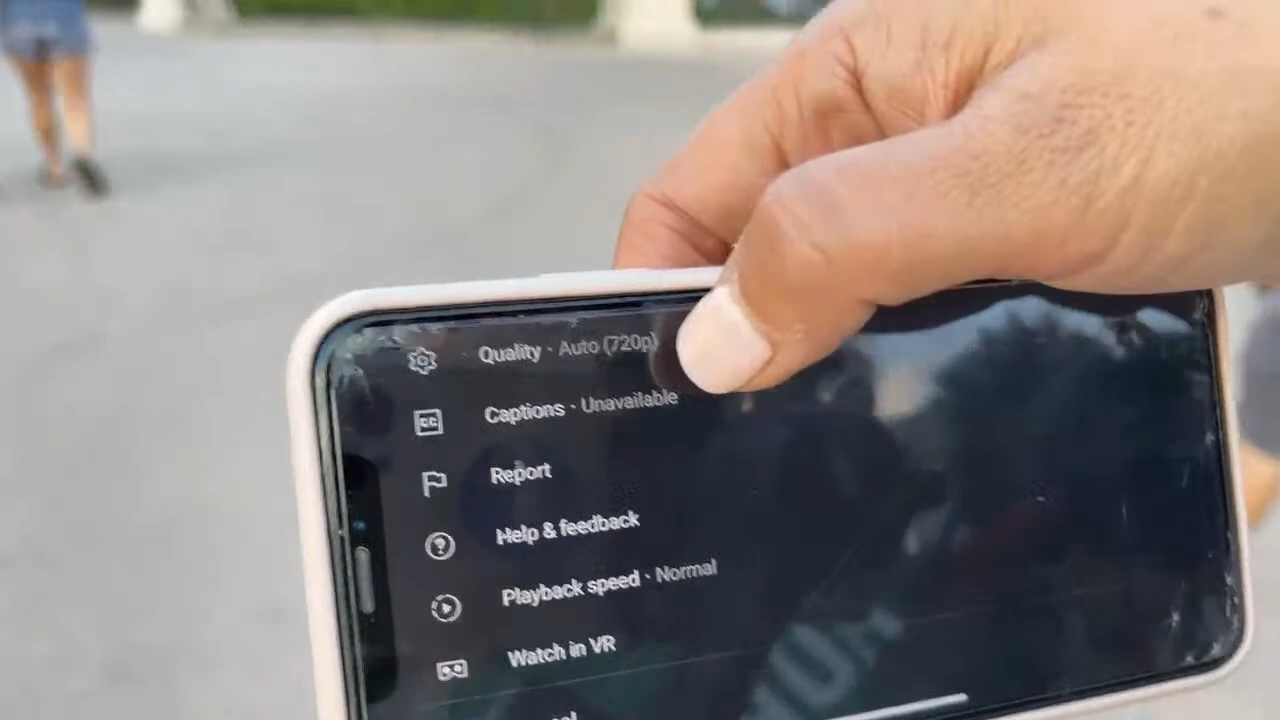 Quality · Auto (720p)
Captions · Unavailable
Report
Help & feedback
Playback speed · Normal
Watch in VR